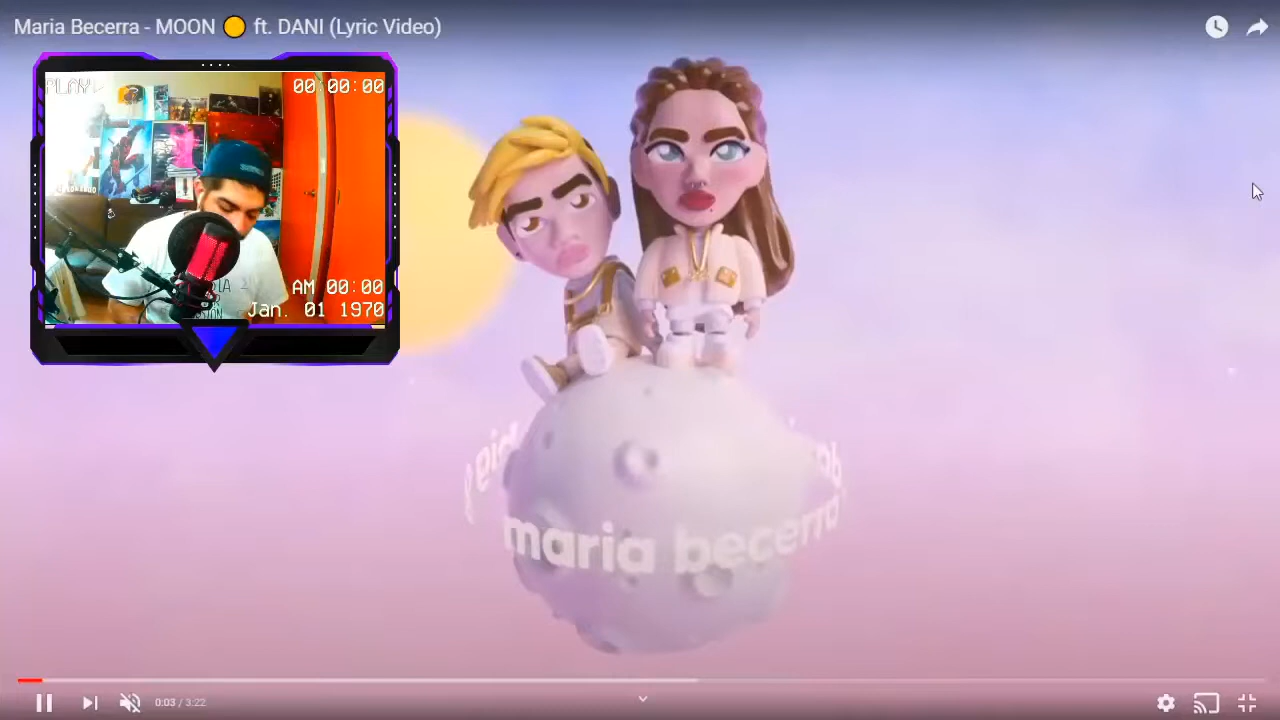 Maria Becerra - MOON 🟡 ft. DANI (Lyric Video)
PLAY
00:00:00
AM 00:00
Jan. 01 1970
maria becerra
0:03 / 3:22